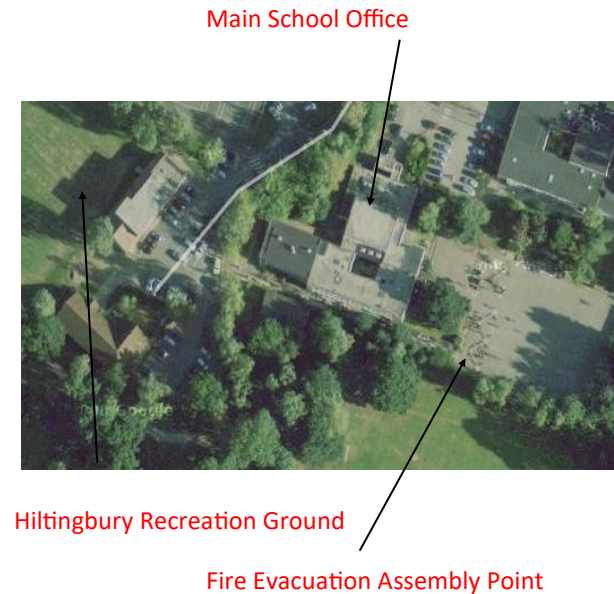 Main School Office
Hiltingbury Recreation Ground
Fire Evacuation Assembly Point